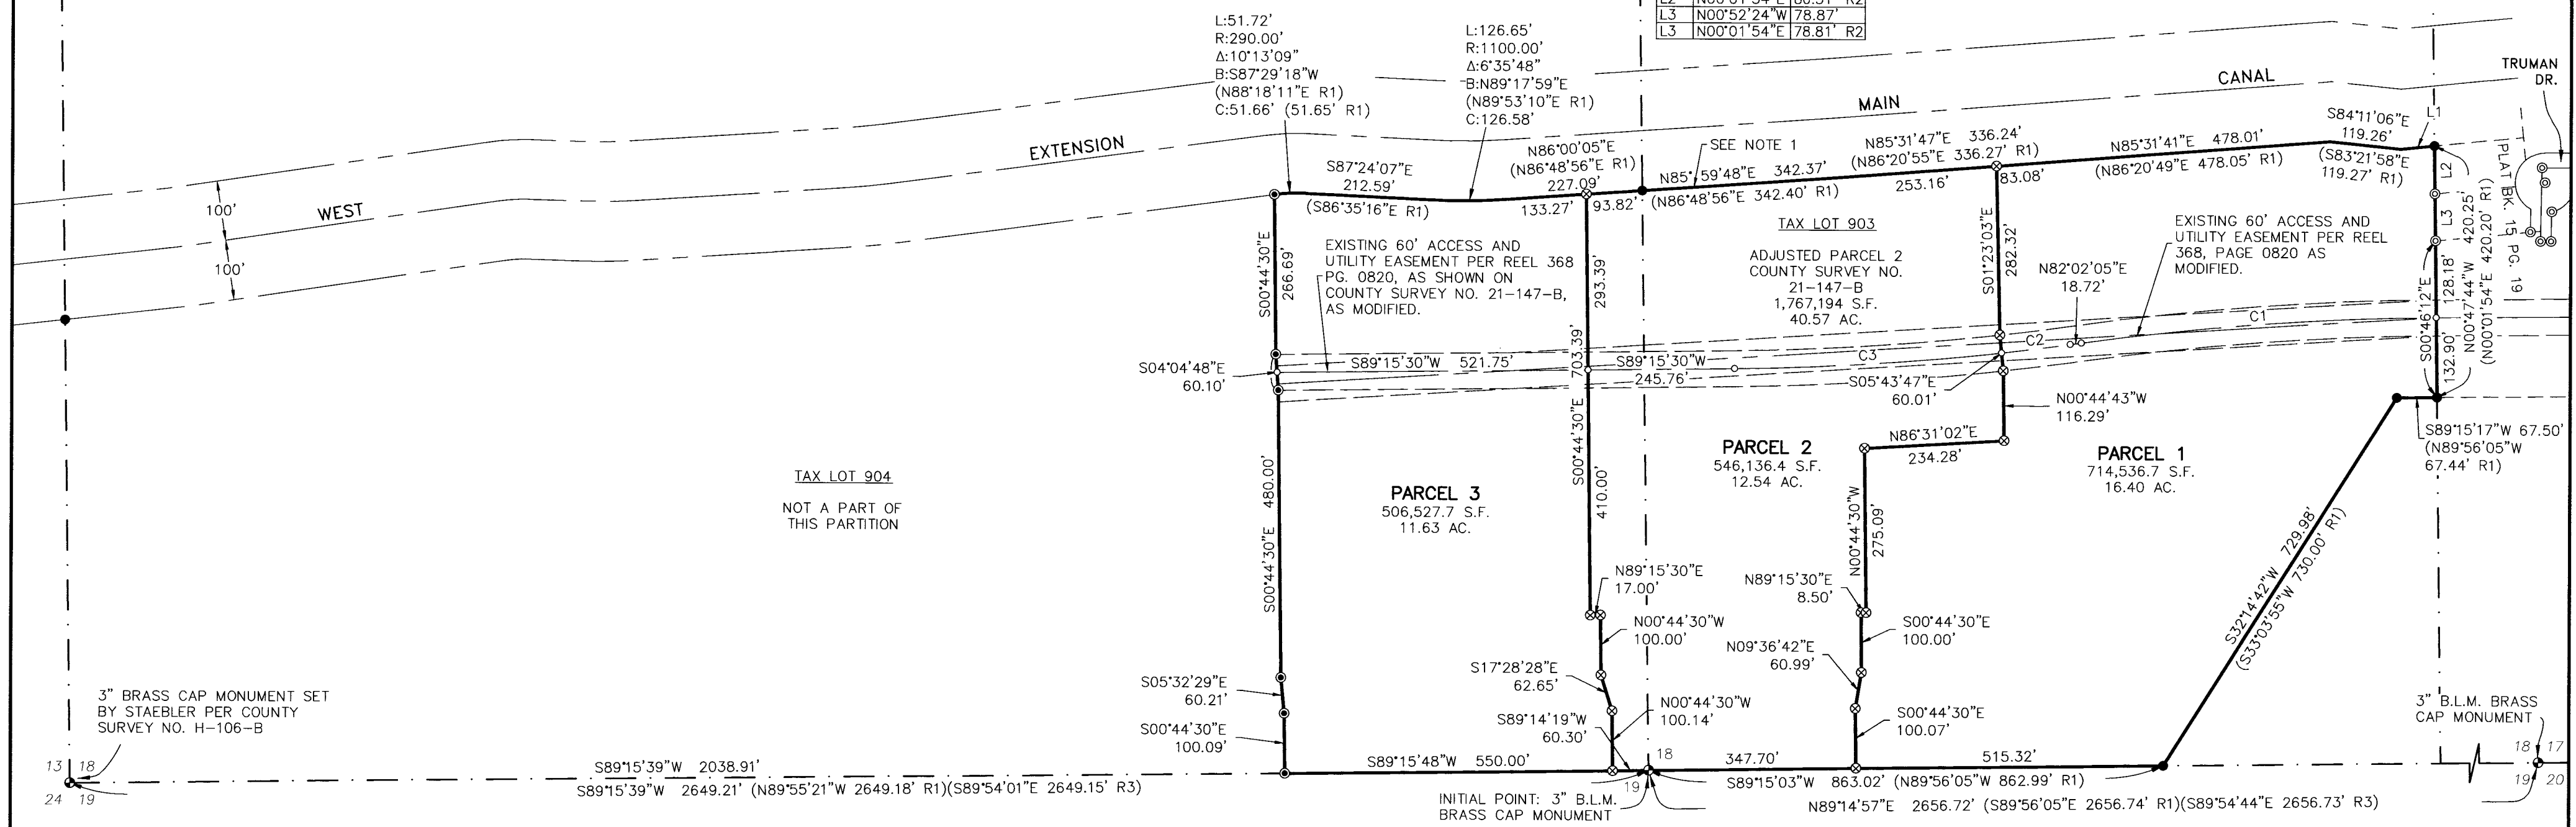 L2 N00°01'54"E 80.51' R2
L3 N00°52'24"W 78.87'
L3 N00°01'54"E 78.81' R2
L:51.72'
R:290.00'
Δ:10°13'09"
B:S87°29'18"W
(N88°18'11"E R1)
C:51.66' (51.65' R1)
L:126.65'
R:1100.00'
Δ:6°35'48"
B:N89°17'59"E
(N89°53'10"E R1)
C:126.58'
TRUMAN
DR.
WEST
EXTENSION
MAIN
CANAL
100'
100'
S87°24'07"E
212.59'
(S86°35'16"E R1)
N86°00'05"E
(N86°48'56"E R1)
227.09'
133.27'
93.82'
SEE NOTE 1
N85°59'48"E 342.37'
(N86°48'56"E 342.40' R1)
253.16'
N85°31'47"E 336.24'
(N86°20'55"E 336.27' R1)
83.08'
N85°31'41"E 478.01'
(N86°20'49"E 478.05' R1)
S84°11'06"E
119.26'
(S83°21'58"E
119.27' R1)
L1
L2
L3
PLAT BK. 15 PG. 19
S00°46'12"E
132.90' 128.18'
N00°47'44"W 420.25'
(N00°01'54"E 420.20' R1)
S00°44'30"E
266.69'
EXISTING 60' ACCESS AND
UTILITY EASEMENT PER REEL 368
PG. 0820, AS SHOWN ON
COUNTY SURVEY NO. 21-147-B,
AS MODIFIED.
293.39'
703.39'
S00°44'30"E
410.00'
TAX LOT 903
ADJUSTED PARCEL 2
COUNTY SURVEY NO.
21-147-B
1,767,194 S.F.
40.57 AC.
S01°23'03"E
282.32'
EXISTING 60' ACCESS AND
UTILITY EASEMENT PER REEL
368, PAGE 0820 AS
MODIFIED.
N82°02'05"E
18.72'
C1
C2
C3
S04°04'48"E
60.10'
S89°15'30"W 521.75'
S89°15'30"W
245.76'
S05°43'47"E
60.01'
N00°44'43"W
116.29'
N86°31'02"E
234.28'
S89°15'17"W 67.50'
(N89°56'05"W
67.44' R1)
TAX LOT 904
NOT A PART OF
THIS PARTITION
S00°44'30"E 480.00'
PARCEL 3
506,527.7 S.F.
11.63 AC.
PARCEL 2
546,136.4 S.F.
12.54 AC.
PARCEL 1
714,536.7 S.F.
16.40 AC.
N00°44'30"W
275.09'
S32°14'42"W 729.98'
(S33°03'55"W 730.00' R1)
N89°15'30"E
17.00'
N89°15'30"E
8.50'
N00°44'30"W
100.00'
S00°44'30"E
100.00'
N09°36'42"E
60.99'
S17°28'28"E
62.65'
S05°32'29"E
60.21'
N00°44'30"W
100.14'
S00°44'30"E
100.07'
S00°44'30"E
100.09'
S89°14'19"W
60.30'
3" BRASS CAP MONUMENT SET
BY STAEBLER PER COUNTY
SURVEY NO. H-106-B
3" B.L.M. BRASS
CAP MONUMENT
13 18
24 19
S89°15'39"W 2038.91'
S89°15'39"W 2649.21' (N89°55'21"W 2649.18' R1)(S89°54'01"E 2649.15' R3)
S89°15'48"W 550.00'
18
19
347.70'
515.32'
S89°15'03"W 863.02' (N89°56'05"W 862.99' R1)
18 17
19 20
INITIAL POINT: 3" B.L.M.
BRASS CAP MONUMENT
N89°14'57"E 2656.72' (S89°56'05"E 2656.74' R1)(S89°54'44"E 2656.73' R3)